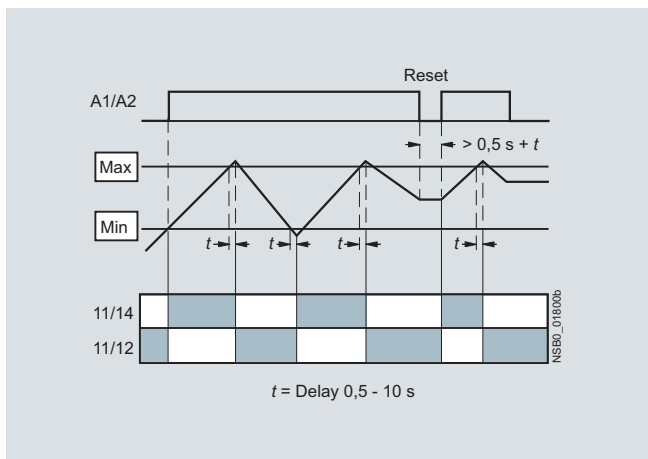 Reset
A1/A2
> 0,5 s + t
Max
Min
t
t
t
t
11/14
11/12
NSB0_01800b
t = Delay 0,5 - 10 s